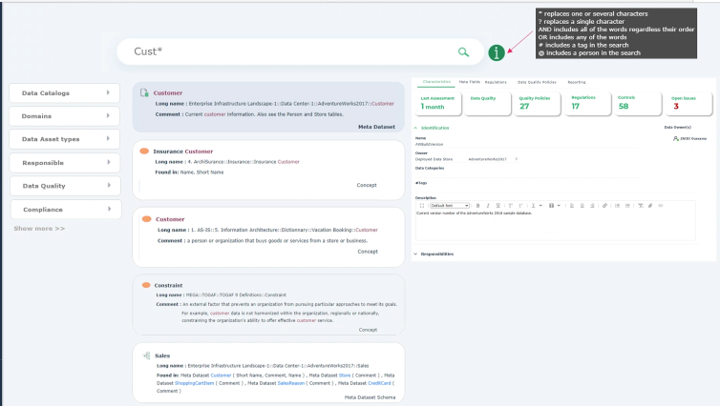 * replaces one or several characters
? replaces a single character
AND includes all of the words regardless their order
OR includes any of the words
# includes a tag in the search
@ includes a person in the search
Cust*
i
Data Catalogs
Domains
Data Asset types
Responsible
Data Quality
Compliance
Show more >>
Customer
Long name : Enterprise Infrastructure Landscape-1::Data Center-1::AdventureWorks2017::Customer
Comment : Current customer information. Also see the Person and Store tables.
Meta Dataset
Insurance Customer
Long name : 4. ArchiSurance::Insurance::Insurance Customer
Found in: Name, Short Name
Concept
Customer
Long name : 1. AS-IS::5. Information Architecture::Dictionnary::Vacation Booking::Customer
Comment : a person or organization that buys goods or services from a store or business.
Concept
Constraint
Long name : MEGA::TOGAF::TOGAF 9 Definitions::Constraint
Comment : An external factor that prevents an organization from pursuing particular approaches to meet its goals.
For example, customer data is not harmonized within the organization, regionally or nationally,
constraining the organization's ability to offer effective customer service.
Concept
Sales
Long name : Enterprise Infrastructure Landscape-1::Data Center-1::AdventureWorks2017::Sales
Found in: Meta Dataset Customer ( Short Name, Comment, Name ) , Meta Dataset Store ( Comment ) , Meta
Dataset ShoppingCartItem ( Comment ) , Meta Dataset SalesReason ( Comment ) , Meta Dataset CreditCard (
Comment )
Meta Dataset Schema
Characteristics Meta Fields Regulations Data Quality Policies Reporting
Last Assessment
1 month
Data Quality
Quality Policies
27
Regulations
17
Controls
58
Open Issues
3
Identification
Data Owner(s)
Name
Owner
Deployed Data Store AdventureWorks2017
Data Categories
#Tags
Description
Default font
Current version number of the AdventureWorks 2016 sample database.
Responsibilities